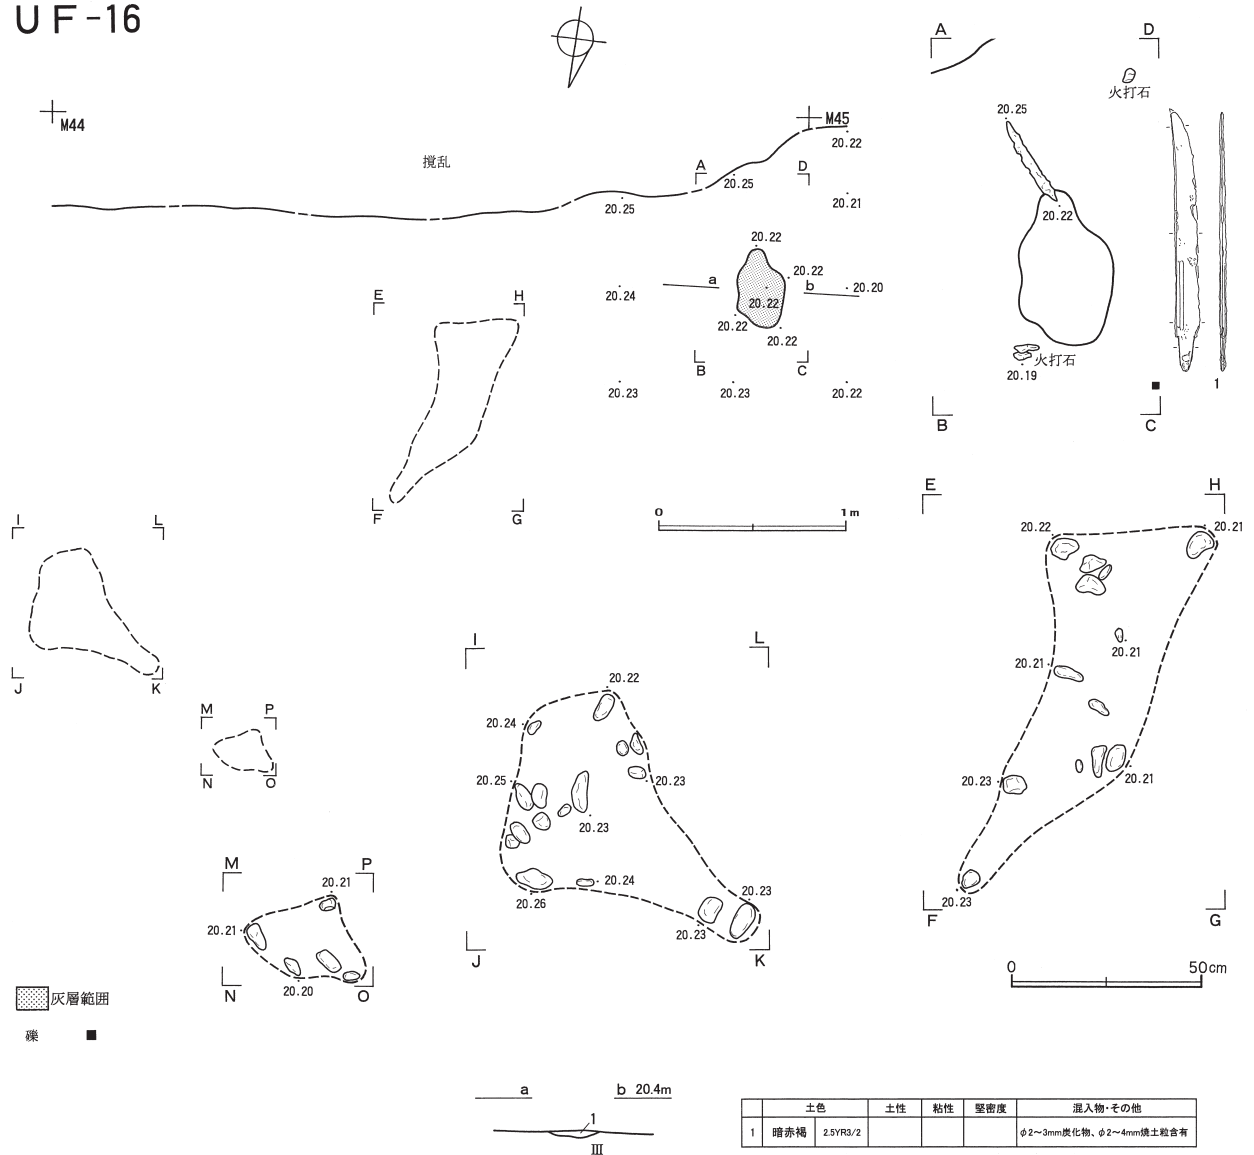 UF-16
M44
M45
撹乱
20.22
A
D
20.25
20.25
20.21
20.22
a
20.22
b
20.20
20.24
20.22
20.22
20.22
B
C
20.23
20.23
20.22
E
H
F
G
0
1m
A
D
火打石
20.25
20.22
火打石
20.19
1
B
C
I
L
J
K
M
P
N
O
E
H
20.22
20.21
20.21
20.21
20.23
20.21
20.23
F
G
0
50cm
I
L
20.22
20.24
20.25
20.23
20.23
20.24
20.26
20.23
20.23
J
K
M
P
20.21
20.21
20.20
N
O
灰層範囲
礫
a
b 20.4m
1
Ⅲ
土色 土性 粘性 堅密度 混入物・その他
1 暗赤褐 2.5YR3/2 φ2～3mm炭化物、φ2～4mm焼土粒含有